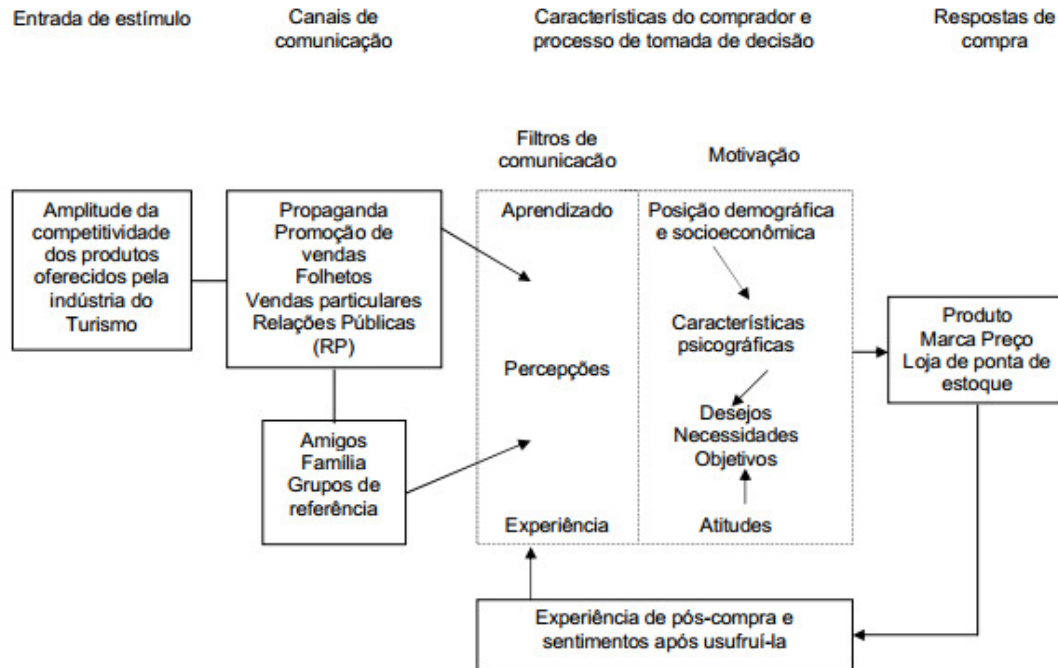 Entrada de estímulo
Canais de
comunicação
Características do comprador e
processo de tomada de decisão
Respostas de
compra
Filtros de
comunicacão
Motivação
Amplitude da
competitividade
dos produtos
oferecidos pela
indústria do
Turismo
Propaganda
Promoção de
vendas
Folhetos
Vendas particulares
Relações Públicas
(RP)
Amigos
Família
Grupos de
referência
Aprendizado
Percepções
Experiência
Posição demográfica
e socioeconômica
Características
psicográficas
Desejos
Necessidades
Objetivos
Atitudes
Produto
Marca Preço
Loja de ponta de
estoque
Experiência de pós-compra e
sentimentos após usufruí-la